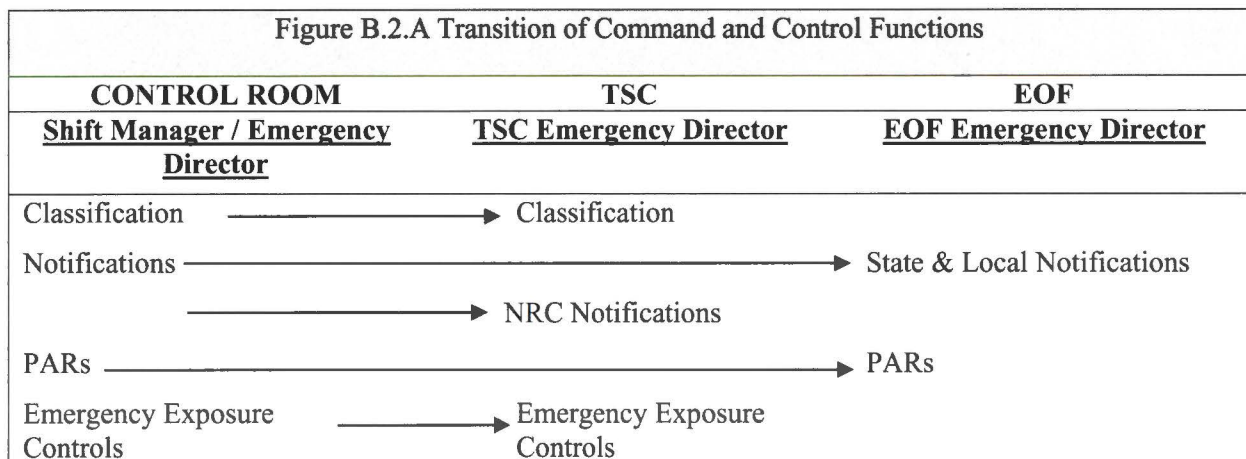 Figure B.2.A Transition of Command and Control Functions
CONTROL ROOM TSC EOF
Shift Manager / Emergency Director TSC Emergency Director EOF Emergency Director
Classification Classification
Notifications State & Local Notifications
NRC Notifications
PARs PARs
Emergency Exposure Emergency Exposure
Controls Controls